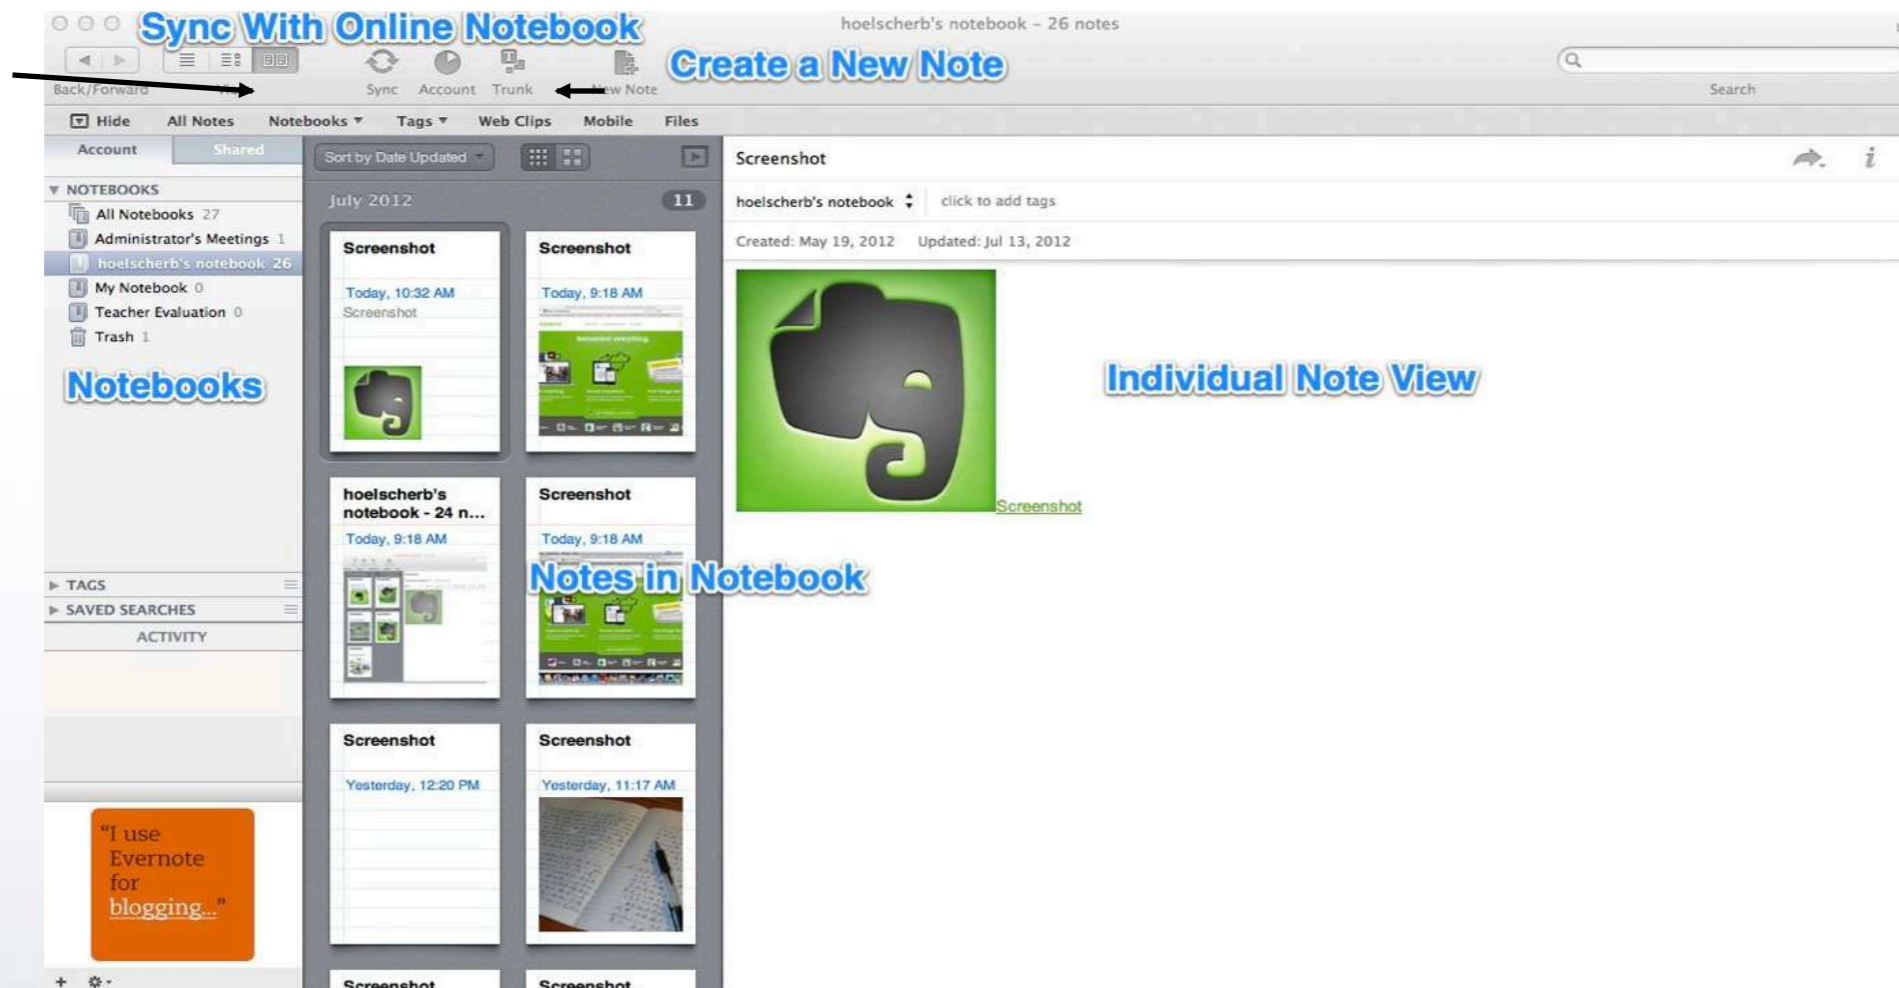 Sync With Online Notebook
hoelscherb's notebook – 26 notes
Create a New Note
Back/Forward
Sync Account Trunk New Note
Search
Hide All Notes Notebooks Tags Web Clips Mobile Files
Account Shared
NOTEBOOKS
All Notebooks 27
Administrator's Meetings 1
hoelscherb's notebook 26
My Notebook 0
Teacher Evaluation 0
Trash 1
Notebooks
TAGS
SAVED SEARCHES
ACTIVITY
“I use
Evernote
for
blogging...”
Sort by Date Updated
July 2012 11
Screenshot
Today, 10:32 AM
Screenshot
Screenshot
Today, 9:18 AM
Remember everything.
hoelscherb's
notebook - 24 n...
Today, 9:18 AM
Screenshot
Today, 9:18 AM
Notes in Notebook
Screenshot
Yesterday, 12:20 PM
Screenshot
Yesterday, 11:17 AM
Screenshot
Screenshot
Screenshot
hoelscherb's notebook click to add tags
Created: May 19, 2012 Updated: Jul 13, 2012
Individual Note View
Screenshot